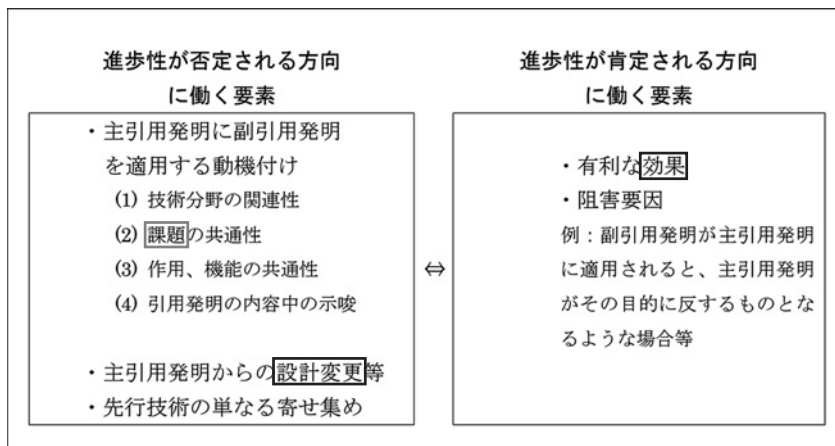 進歩性が否定される方向
に働く要素
・主引用発明に副引用発明
を適用する動機付け
(1) 技術分野の関連性
(2) 課題の共通性
(3) 作用、機能の共通性
(4) 引用発明の内容中の示唆
・主引用発明からの設計変更等
・先行技術の単なる寄せ集め
⇔
進歩性が肯定される方向
に働く要素
・有利な効果
・阻害要因
例：副引用発明が主引用発明
に適用されると、主引用発明
がその目的に反するものとな
るような場合等